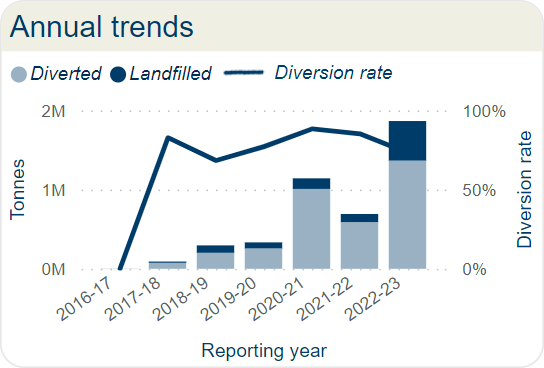 Annual trends
Diverted Landfilled Diversion rate
2M 100%
1M 50%
0M 0%
Tonnes
Diversion rate
2016-17 2017-18 2018-19 2019-20 2020-21 2021-22 2022-23
Reporting year